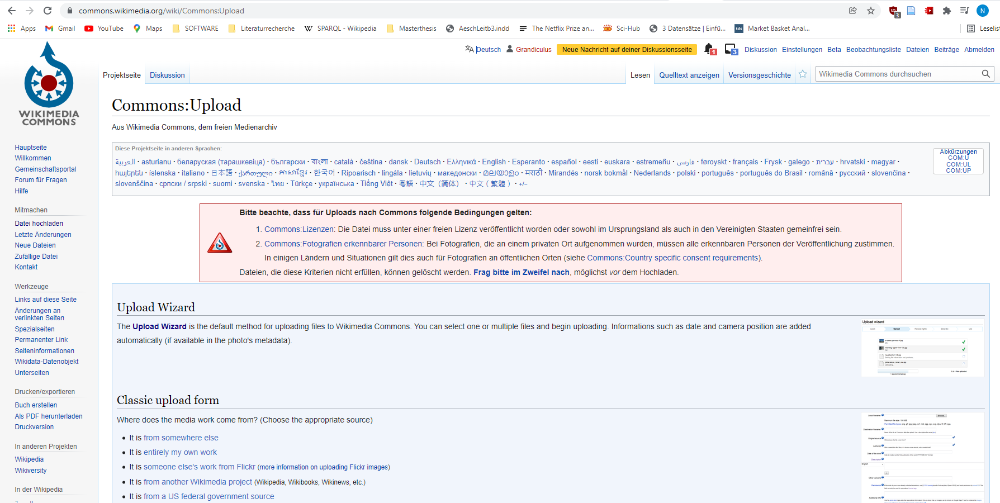 commons.wikimedia.org/wiki/Commons:Upload
3
N
Apps Gmail YouTube Maps SOFTWARE Literaturrecherche SPARQL - Wikipedia Masterthesis AeschLeitb3.indd The Netflix Prize an... Sci-Hub 3 Datensätze | Einfü... tds Market Basket Anal... Leselist
Deutsch Grandiculus Neue Nachricht auf deiner Diskussionsseite 1 3 Diskussion Einstellungen Beta Beobachtungsliste Dateien Beiträge Abmelden
Projektseite Diskussion Lesen Quelltext anzeigen Versionsgeschichte Wikimedia Commons durchsuchen
WIKIMEDIA
COMMONS
Hauptseite
Willkommen
Gemeinschaftsportal
Forum für Fragen
Hilfe
Mitmachen
Datei hochladen
Letzte Änderungen
Neue Dateien
Zufällige Datei
Kontakt
Werkzeuge
Links auf diese Seite
Änderungen an
verlinkten Seiten
Spezialseiten
Permanenter Link
Seiteninformationen
Wikidata-Datenobjekt
Unterseiten
Drucken/exportieren
Buch erstellen
Als PDF herunterladen
Druckversion
In anderen Projekten
Wikipedia
Wikiversity
In der Wikipedia
Commons:Upload
Aus Wikimedia Commons, dem freien Medienarchiv
Diese Projektseite in anderen Sprachen:
العربية · asturianu · беларуская (тарашкевіца) · български · বাংলা · català · čeština · dansk · Deutsch · Ελληνικά · English · Esperanto · español · eesti · euskara · estremeñu · فارسی · føroyskt · français · Frysk · galego · עברית · hrvatski · magyar ·
հայերեն · íslenska · italiano · 日本語 · ქართული · ភាសាខ្មែរ · 한국어 · Ripoarisch · lingála · lietuvių · македонски · മലയാളം · मराठी · Mirandés · norsk bokmål · Nederlands · polski · português · português do Brasil · română · русский · slovenčina ·
slovenščina · српски / srpski · suomi · svenska · ไทย · Türkçe · українська · Tiếng Việt · 粵語 · 中文（简体） · 中文（繁體） · +/−
Abkürzungen
COM:U
COM:UL
COM:UP
Bitte beachte, dass für Uploads nach Commons folgende Bedingungen gelten:
1. Commons:Lizenzen: Die Datei muss unter einer freien Lizenz veröffentlicht worden oder sowohl im Ursprungsland als auch in den Vereinigten Staaten gemeinfrei sein.
2. Commons:Fotografien erkennbarer Personen: Bei Fotografien, die an einem privaten Ort aufgenommen wurden, müssen alle erkennbaren Personen der Veröffentlichung zustimmen.
In einigen Ländern und Situationen gilt dies auch für Fotografien an öffentlichen Orten (siehe Commons:Country specific consent requirements).
Dateien, die diese Kriterien nicht erfüllen, können gelöscht werden. Frag bitte im Zweifel nach, möglichst vor dem Hochladen.
Upload Wizard
The Upload Wizard is the default method for uploading files to Wikimedia Commons. You can select one or multiple files and begin uploading. Informations such as date and camera position are added
automatically (if available in the photo's metadata).
Upload wizard
Classic upload form
Where does the media work come from? (Choose the appropriate source)
• It is from somewhere else
• It is entirely my own work
• It is someone else's work from Flickr (more information on uploading Flickr images)
• It is from another Wikimedia project (Wikipedia, Wikibooks, Wikinews, etc.)
• It is from a US federal government source